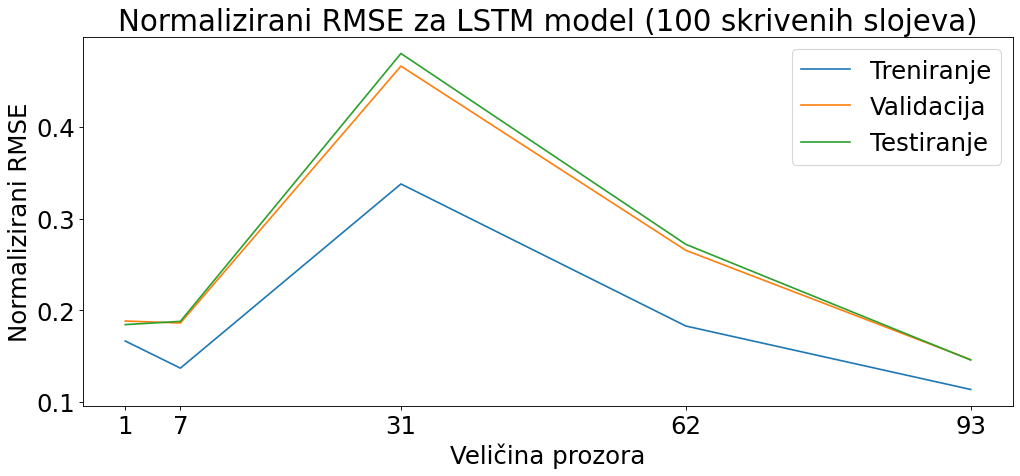 Normalizirani RMSE za LSTM model (100 skrivenih slojeva)
Treniranje
Validacija
Testiranje
Normalizirani RMSE
0.4
0.3
0.2
0.1
1 7 31 62 93
Veličina prozora